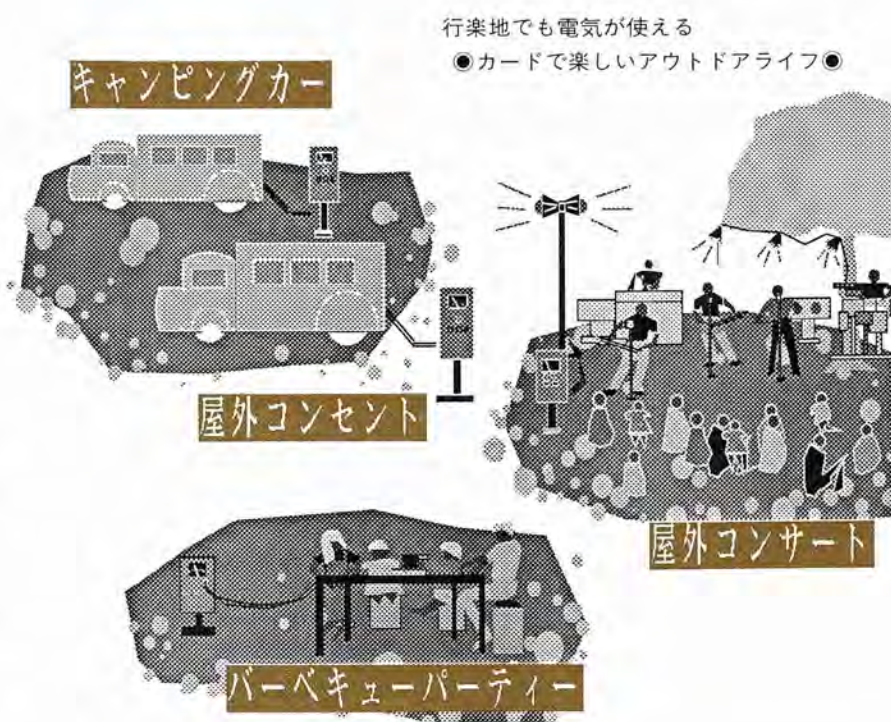 行楽地でも電気が使える
◉カードで楽しいアウトドアライフ◉
キャンピングカー
屋外コンセント
屋外コンサート
バーベキューパーティー